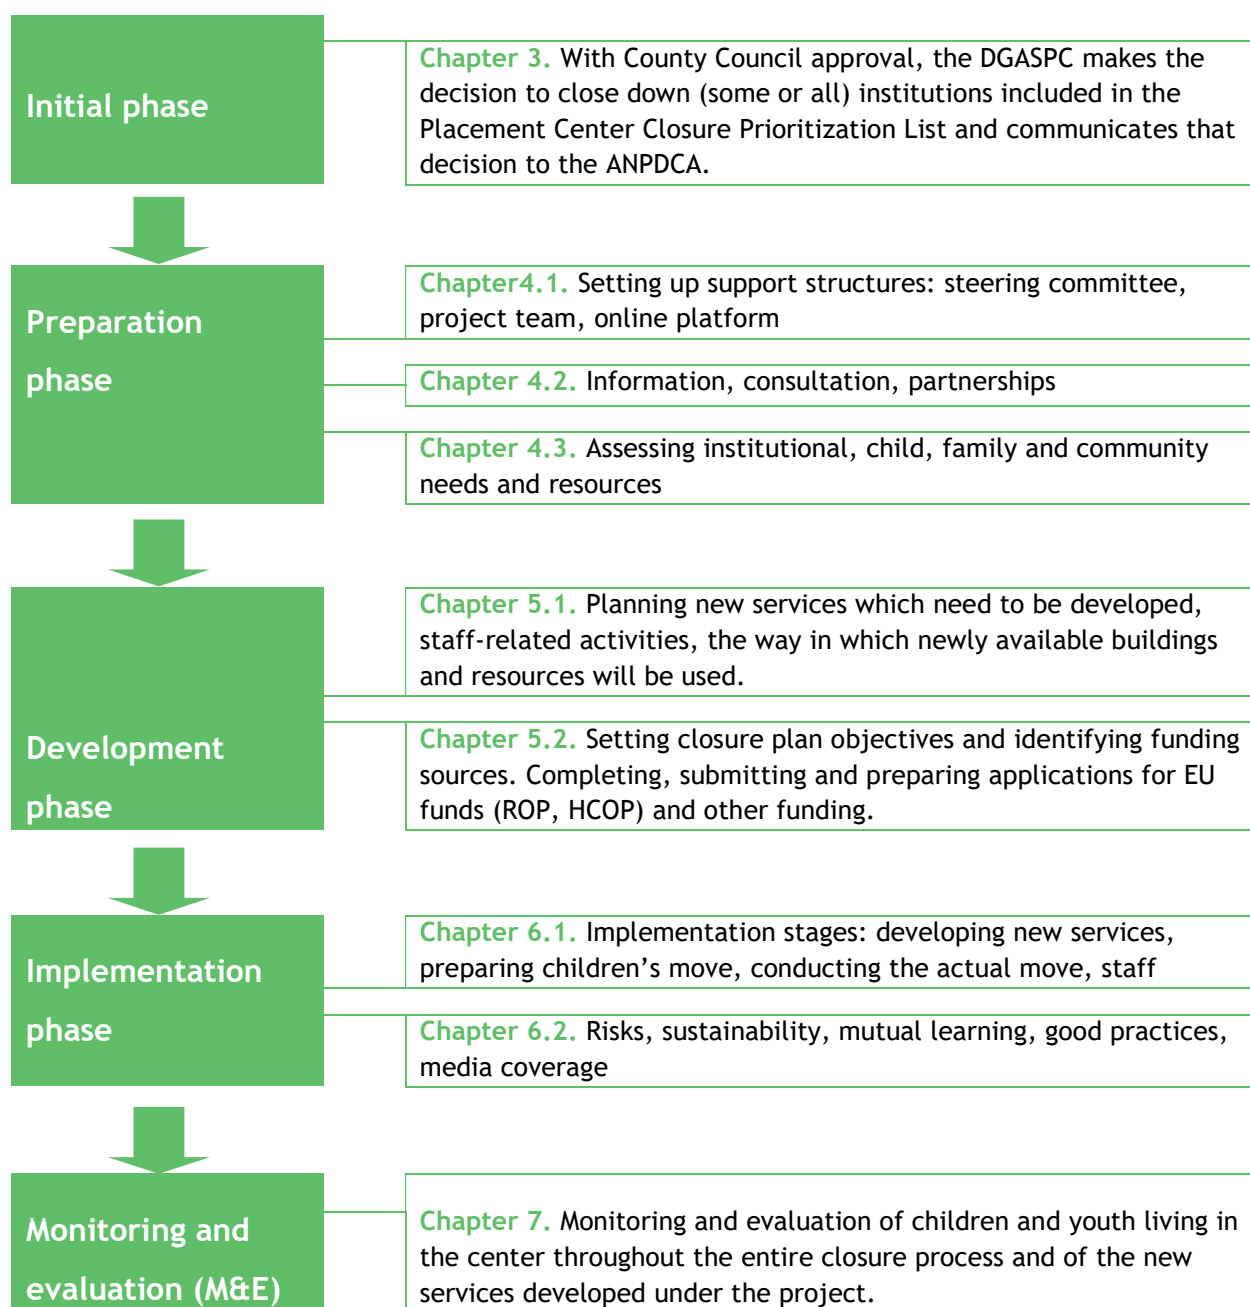 Initial phase
Chapter 3. With County Council approval, the DGASPC makes the
decision to close down (some or all) institutions included in the
Placement Center Closure Prioritization List and communicates that
decision to the ANPDCA.
Preparation
phase
Chapter4.1. Setting up support structures: steering committee,
project team, online platform
Chapter 4.2. Information, consultation, partnerships
Chapter 4.3. Assessing institutional, child, family and community
needs and resources
Development
phase
Chapter 5.1. Planning new services which need to be developed,
staff-related activities, the way in which newly available buildings
and resources will be used.
Chapter 5.2. Setting closure plan objectives and identifying funding
sources. Completing, submitting and preparing applications for EU
funds (ROP, HCOP) and other funding.
Implementation
phase
Chapter 6.1. Implementation stages: developing new services,
preparing children’s move, conducting the actual move, staff
Chapter 6.2. Risks, sustainability, mutual learning, good practices,
media coverage
Monitoring and
evaluation (M&E)
Chapter 7. Monitoring and evaluation of children and youth living in
the center throughout the entire closure process and of the new
services developed under the project.